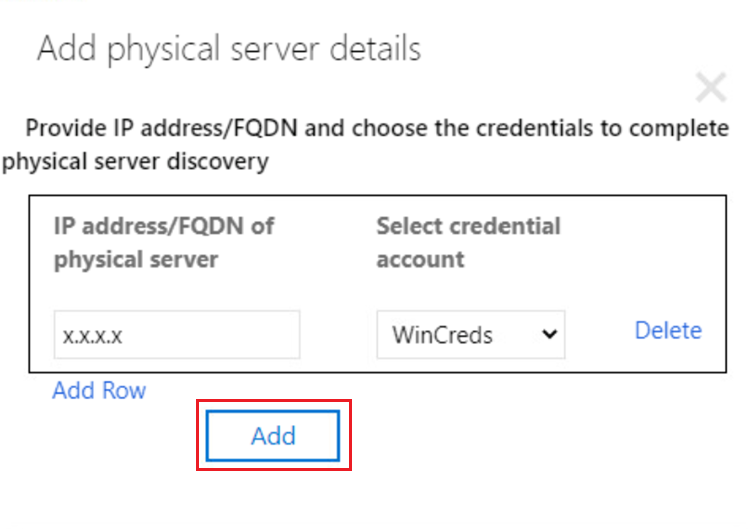 Add physical server details
Provide IP address/FQDN and choose the credentials to complete
physical server discovery
IP address/FQDN of
physical server
Select credential
account
x.x.x.x
WinCreds
Delete
Add Row
Add